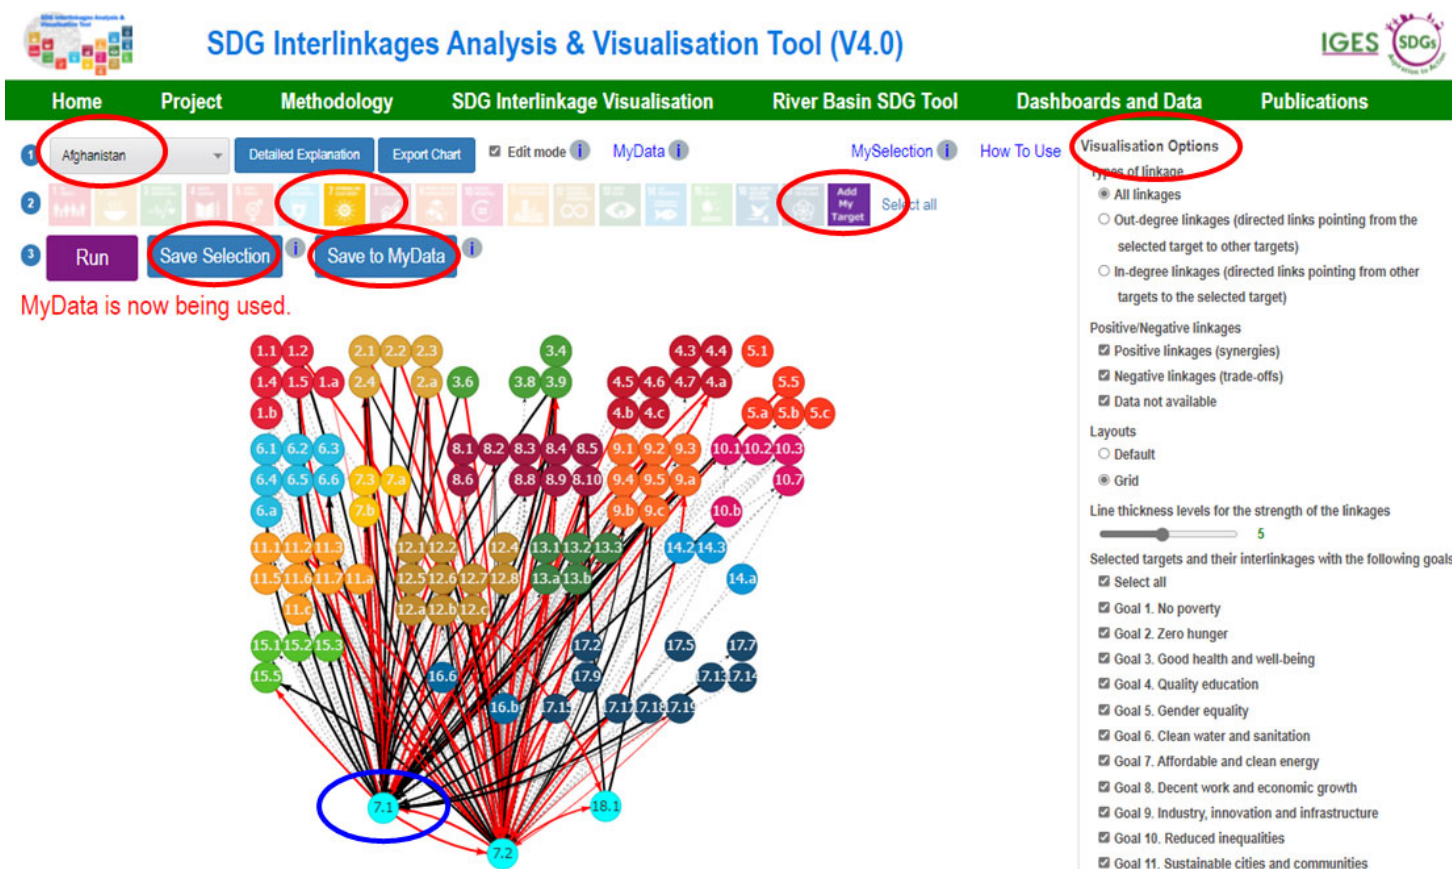 SDG Interlinkages Analysis &
Visualisation Tool
SDG Interlinkages Analysis & Visualisation Tool (V4.0)
IGES SDGs
Aspiration to Action
Home Project Methodology SDG Interlinkage Visualisation River Basin SDG Tool Dashboards and Data Publications
1 Afghanistan Detailed Explanation Export Chart Edit mode i MyData i MySelection i How To Use
2 7 Add My Target Select all
3 Run Save Selection i Save to MyData i
MyData is now being used.
1.1 1.2 2.1 2.2 2.3 3.4 4.3 4.4 5.1
1.4 1.5 1.a 2.4 2.a 3.6 3.8 3.9 4.5 4.6 4.7 4.a 5.5
1.b 4.b 4.c 5.a 5.b 5.c
6.1 6.2 6.3 8.1 8.2 8.3 8.4 8.5 9.1 9.2 9.3 10.1 10.2 10.3
6.4 6.5 6.6 7.3 7.a 8.6 8.8 8.9 8.10 9.4 9.5 9.a 10.7
6.a 7.b 9.b 9.c 10.b
11.1 11.2 11.3 12.1 12.2 12.4 13.1 13.2 13.3 14.2 14.3
11.5 11.6 11.7 11.a 12.5 12.6 12.7 12.8 13.a 13.b 14.a
11.c 12.a 12.b 12.c
15.1 15.2 15.3 17.2 17.5 17.7
15.5 16.6 17.9 17.13 17.14
16.b 17.15 17.17 17.18 17.19
7.1 18.1
7.2
Visualisation Options
Types of linkage
All linkages
Out-degree linkages (directed links pointing from the
selected target to other targets)
In-degree linkages (directed links pointing from other
targets to the selected target)
Positive/Negative linkages
Positive linkages (synergies)
Negative linkages (trade-offs)
Data not available
Layouts
Default
Grid
Line thickness levels for the strength of the linkages
5
Selected targets and their interlinkages with the following goals
Select all
Goal 1. No poverty
Goal 2. Zero hunger
Goal 3. Good health and well-being
Goal 4. Quality education
Goal 5. Gender equality
Goal 6. Clean water and sanitation
Goal 7. Affordable and clean energy
Goal 8. Decent work and economic growth
Goal 9. Industry, innovation and infrastructure
Goal 10. Reduced inequalities
Goal 11. Sustainable cities and communities